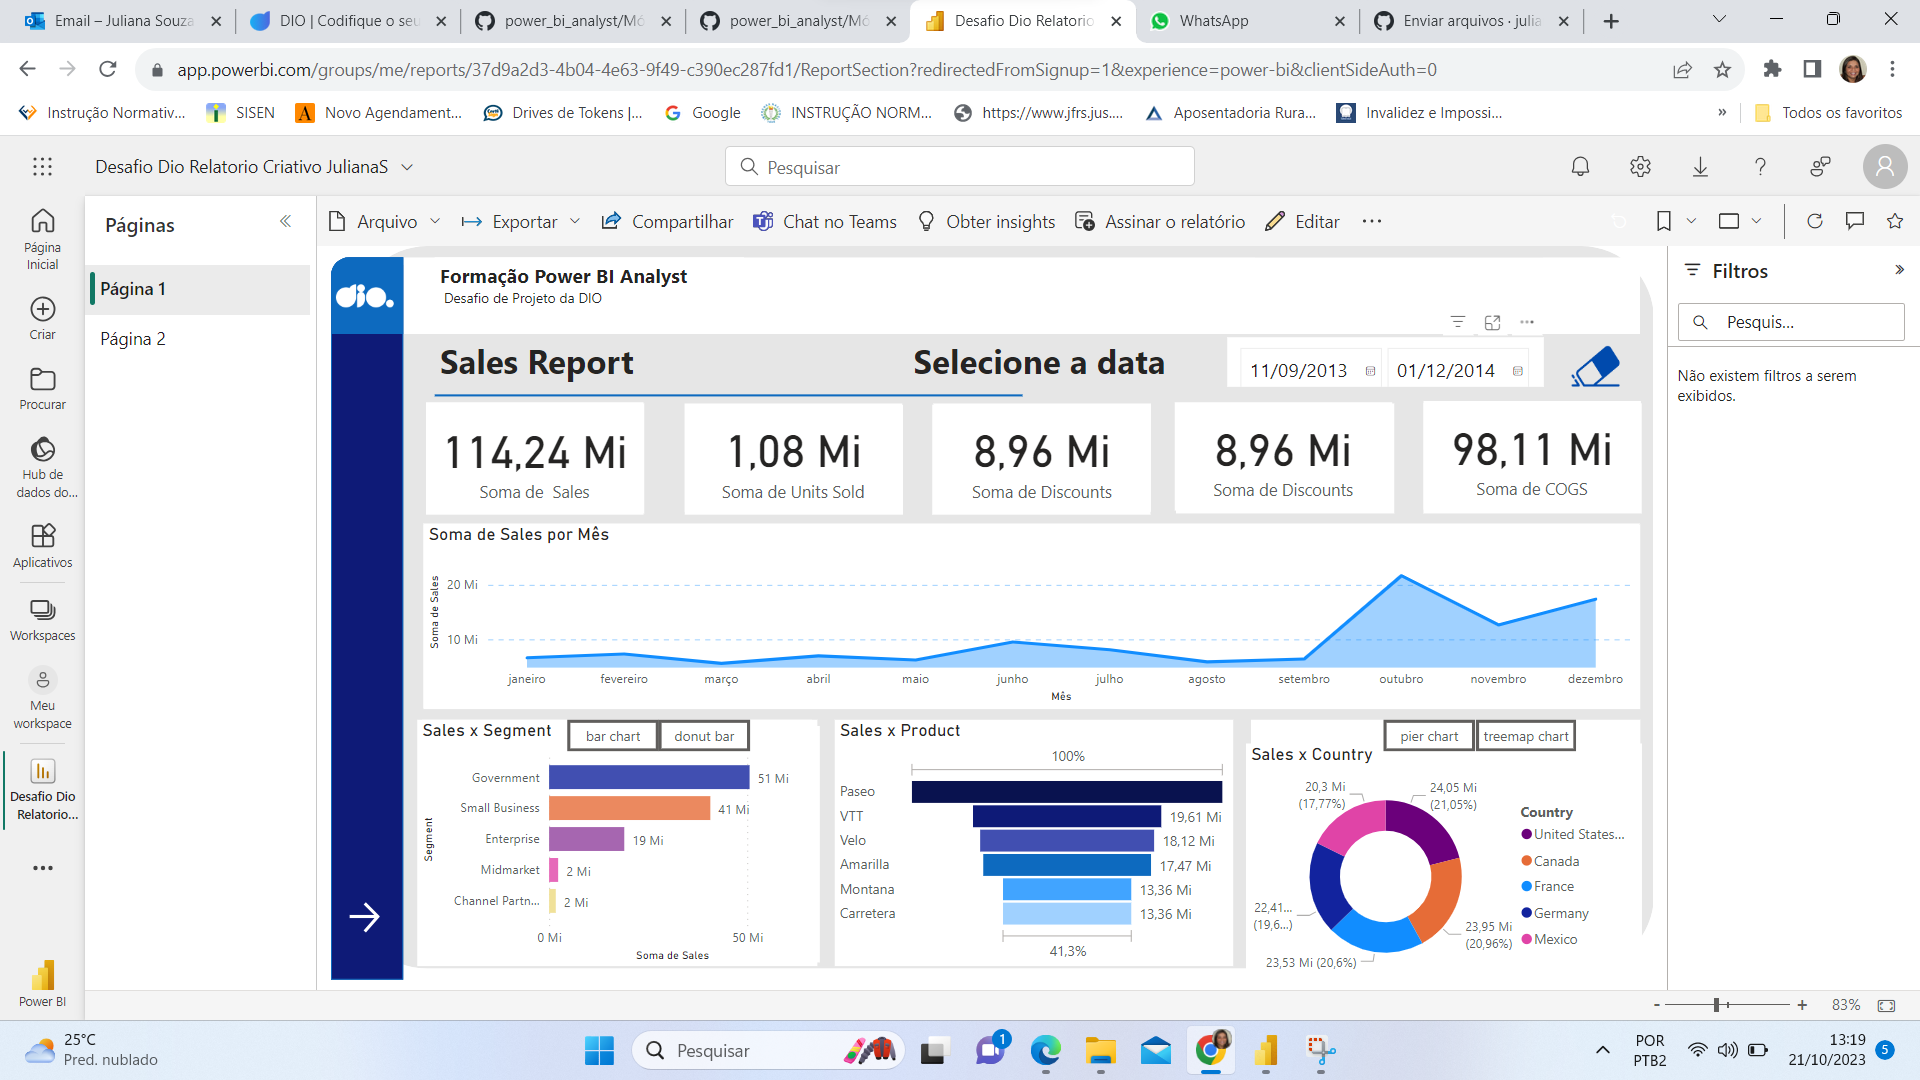 Email – Juliana Souza
DIO | Codifique o seu
power_bi_analyst/Mó
power_bi_analyst/Mó
Desafio Dio Relatorio
WhatsApp
Enviar arquivos · julia
app.powerbi.com/groups/me/reports/37d9a2d3-4b04-4e63-9f49-c390ec287fd1/ReportSection?redirectedFromSignup=1&experience=power-bi&clientSideAuth=0
Instrução Normativ...
SISEN
Novo Agendament...
Drives de Tokens |...
Google
INSTRUÇÃO NORM...
https://www.jfrs.jus....
Aposentadoria Rura...
Invalidez e Impossi...
»
Todos os favoritos
Desafio Dio Relatorio Criativo JulianaS
Pesquisar
Página
Inicial
Criar
Procurar
Hub de
dados do...
Aplicativos
Workspaces
Meu
workspace
Desafio Dio
Relatorio...
Power BI
Páginas
Página 1
Página 2
Arquivo
Exportar
Compartilhar
Chat no Teams
Obter insights
Assinar o relatório
Editar
dio.
Formação Power BI Analyst
Desafio de Projeto da DIO
Sales Report
Selecione a data
11/09/2013
01/12/2014
114,24 Mi
Soma de Sales
1,08 Mi
Soma de Units Sold
8,96 Mi
Soma de Discounts
8,96 Mi
Soma de Discounts
98,11 Mi
Soma de COGS
Soma de Sales por Mês
Soma de Sales
20 Mi
10 Mi
janeiro
fevereiro
março
abril
maio
junho
julho
agosto
setembro
outubro
novembro
dezembro
Mês
Sales x Segment
bar chart
donut bar
Segment
Government
51 Mi
Small Business
41 Mi
Enterprise
19 Mi
Midmarket
2 Mi
Channel Partn...
2 Mi
0 Mi
50 Mi
Soma de Sales
Sales x Product
100%
Paseo
VTT
19,61 Mi
Velo
18,12 Mi
Amarilla
17,47 Mi
Montana
13,36 Mi
Carretera
13,36 Mi
41,3%
pier chart
treemap chart
Sales x Country
20,3 Mi
(17,77%)
24,05 Mi
(21,05%)
22,41...
(19,6...)
23,95 Mi
(20,96%)
23,53 Mi (20,6%)
Country
United States...
Canada
France
Germany
Mexico
Filtros
Pesquis...
Não existem filtros a serem
exibidos.
- + 83%
25°C
Pred. nublado
Pesquisar
1
POR
PTB2
13:19
21/10/2023
5